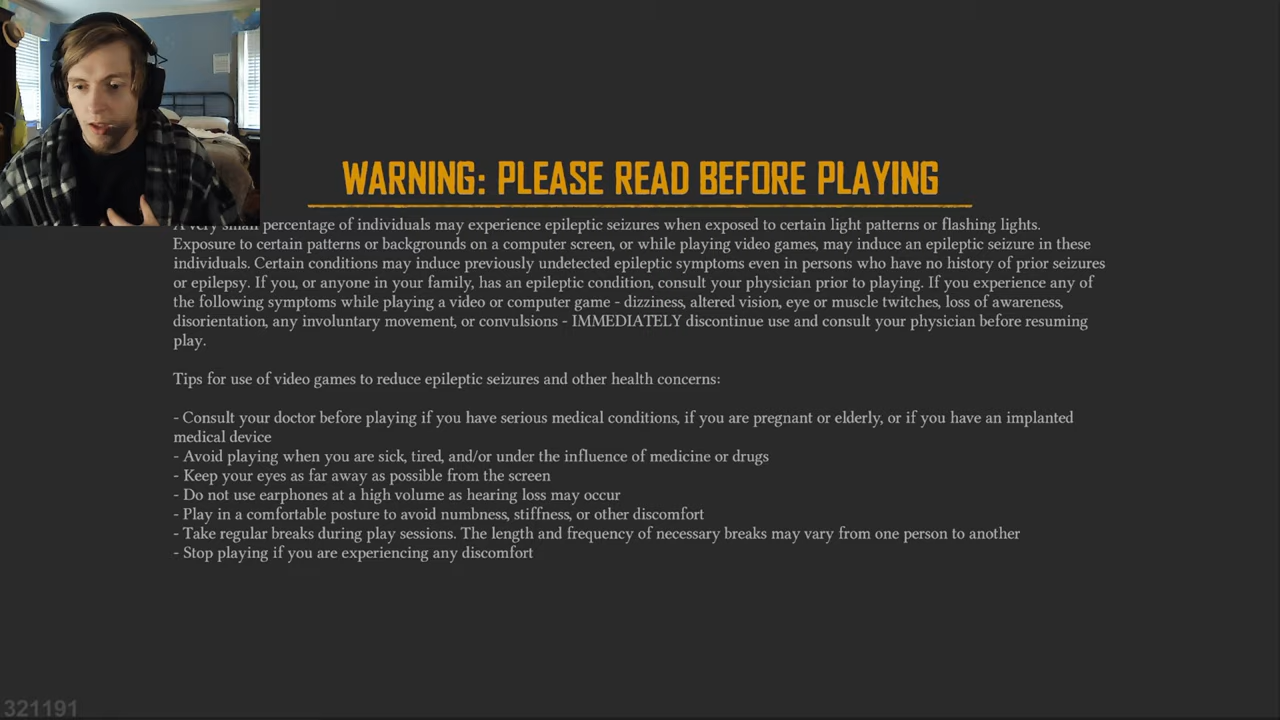 WARNING: PLEASE READ BEFORE PLAYING
A very small percentage of individuals may experience epileptic seizures when exposed to certain light patterns or flashing lights.
Exposure to certain patterns or backgrounds on a computer screen, or while playing video games, may induce an epileptic seizure in these
individuals. Certain conditions may induce previously undetected epileptic symptoms even in persons who have no history of prior seizures
or epilepsy. If you, or anyone in your family, has an epileptic condition, consult your physician prior to playing. If you experience any of
the following symptoms while playing a video or computer game - dizziness, altered vision, eye or muscle twitches, loss of awareness,
disorientation, any involuntary movement, or convulsions - IMMEDIATELY discontinue use and consult your physician before resuming
play.
Tips for use of video games to reduce epileptic seizures and other health concerns:
- Consult your doctor before playing if you have serious medical conditions, if you are pregnant or elderly, or if you have an implanted
medical device
- Avoid playing when you are sick, tired, and/or under the influence of medicine or drugs
- Keep your eyes as far away as possible from the screen
- Do not use earphones at a high volume as hearing loss may occur
- Play in a comfortable posture to avoid numbness, stiffness, or other discomfort
- Take regular breaks during play sessions. The length and frequency of necessary breaks may vary from one person to another
- Stop playing if you are experiencing any discomfort
321191